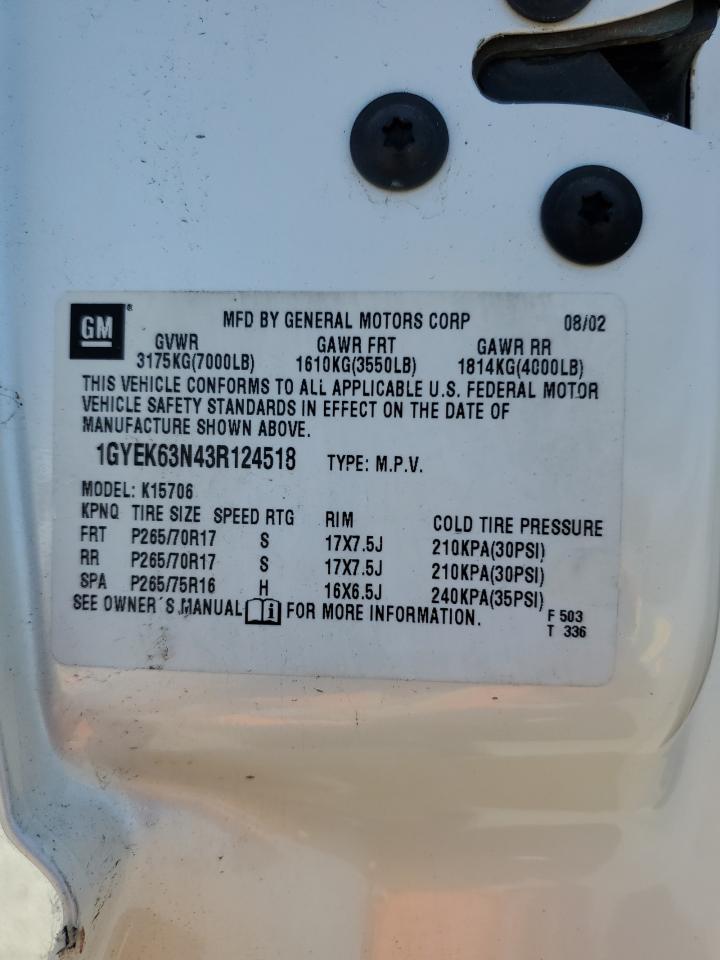 GM
MFD BY GENERAL MOTORS CORP 08/02
GVWR GAWR FRT GAWR RR
3175KG(7000LB) 1610KG(3550LB) 1814KG(4000LB)
THIS VEHICLE CONFORMS TO ALL APPLICABLE U.S. FEDERAL MOTOR
VEHICLE SAFETY STANDARDS IN EFFECT ON THE DATE OF
MANUFACTURE SHOWN ABOVE.
1GYEK63N43R124518 TYPE: M.P.V.
MODEL: K15706
KPNQ TIRE SIZE SPEED RTG RIM COLD TIRE PRESSURE
FRT P265/70R17 S 17X7.5J 210KPA(30PSI)
RR P265/70R17 S 17X7.5J 210KPA(30PSI)
SPA P265/75R16 H 16X6.5J 240KPA(35PSI)
SEE OWNER´S MANUAL i FOR MORE INFORMATION. F 503
T 336